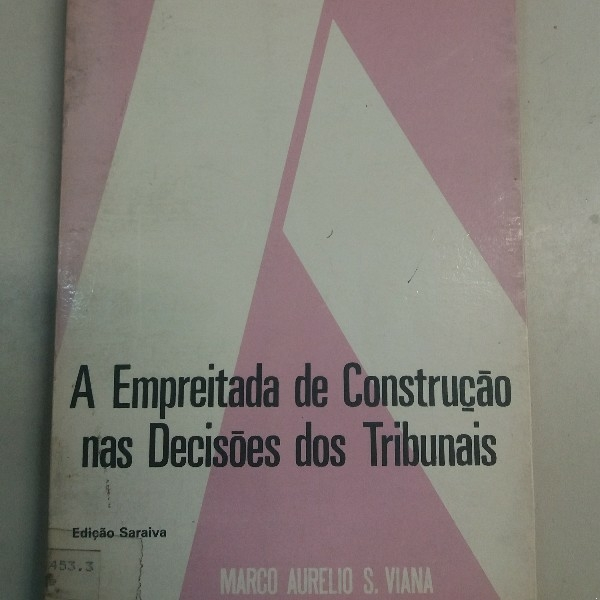 A Empreitada de Construção
nas Decisões dos Tribunais
Edição Saraiva
453.3
MARCO AURELIO S. VIANA